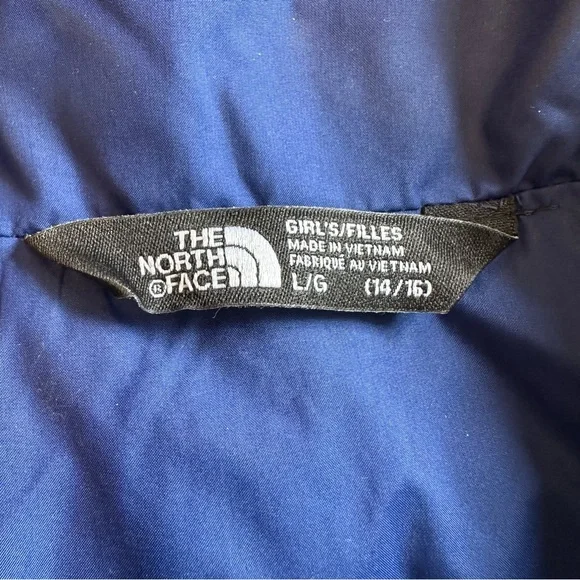 THE
NORTH
®FACE
GIRL'S/FILLES
MADE IN VIETNAM
FABRIQUÉ AU VIETNAM
L/G (14/16)